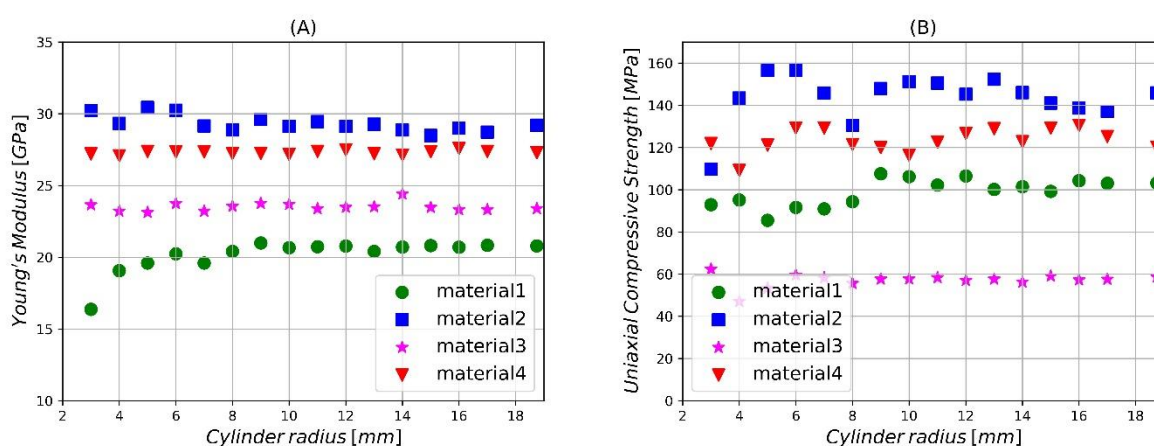 (A)
35
30
25
20
15
10
Young's Modulus [GPa]
2 4 6 8 10 12 14 16 18
Cylinder radius [mm]
material1
material2
material3
material4
(B)
160
140
120
100
80
60
40
20
0
Uniaxial Compressive Strength [MPa]
2 4 6 8 10 12 14 16 18
Cylinder radius [mm]
material1
material2
material3
material4